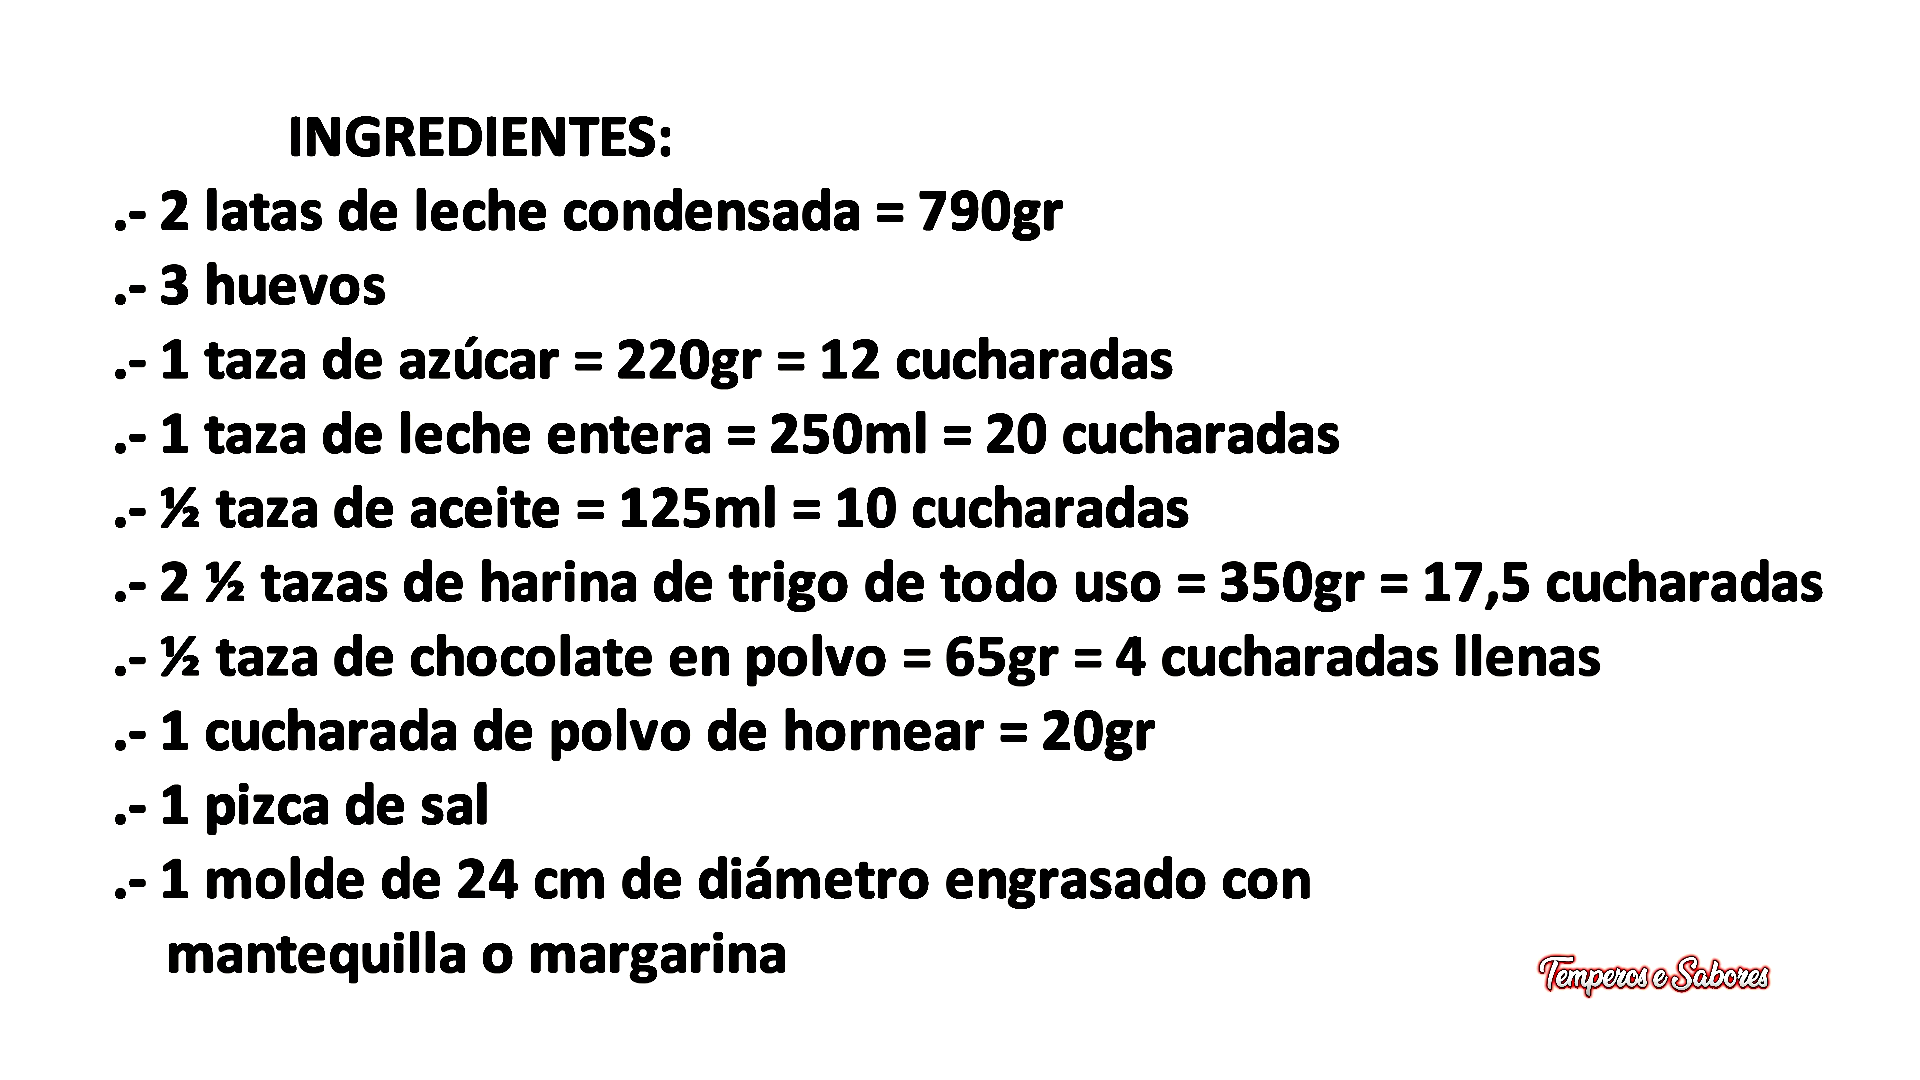 INGREDIENTES:
.- 2 latas de leche condensada = 790gr
.- 3 huevos
.- 1 taza de azúcar = 220gr = 12 cucharadas
.- 1 taza de leche entera = 250ml = 20 cucharadas
.- ½ taza de aceite = 125ml = 10 cucharadas
.- 2 ½ tazas de harina de trigo de todo uso = 350gr = 17,5 cucharadas
.- ½ taza de chocolate en polvo = 65gr = 4 cucharadas llenas
.- 1 cucharada de polvo de hornear = 20gr
.- 1 pizca de sal
.- 1 molde de 24 cm de diámetro engrasado con
mantequilla o margarina
Temperos e Sabores